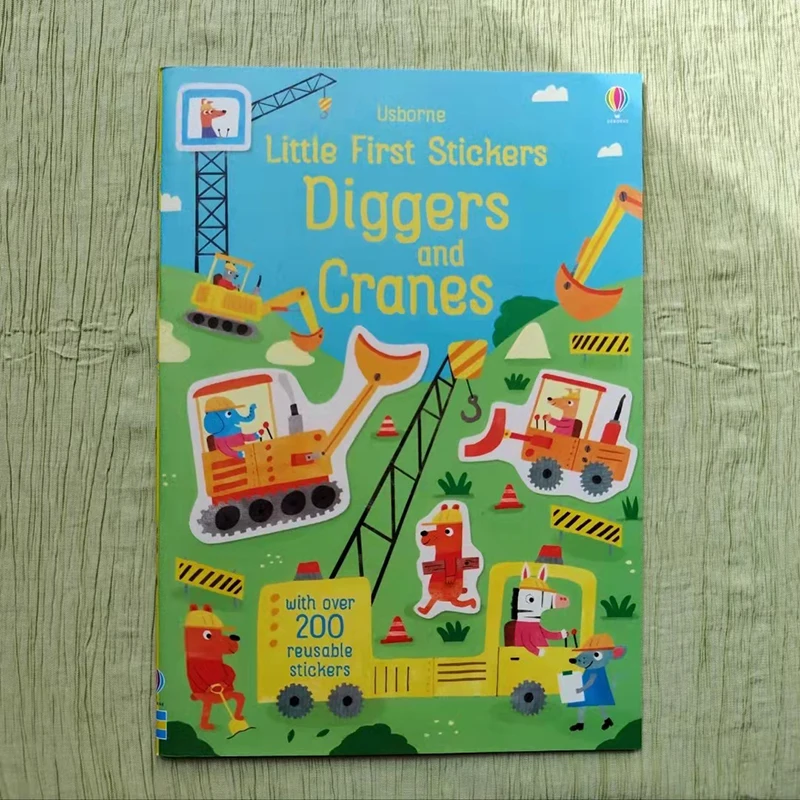 Usborne
Little First Stickers
Diggers
and
Cranes
with over
200
reusable
stickers